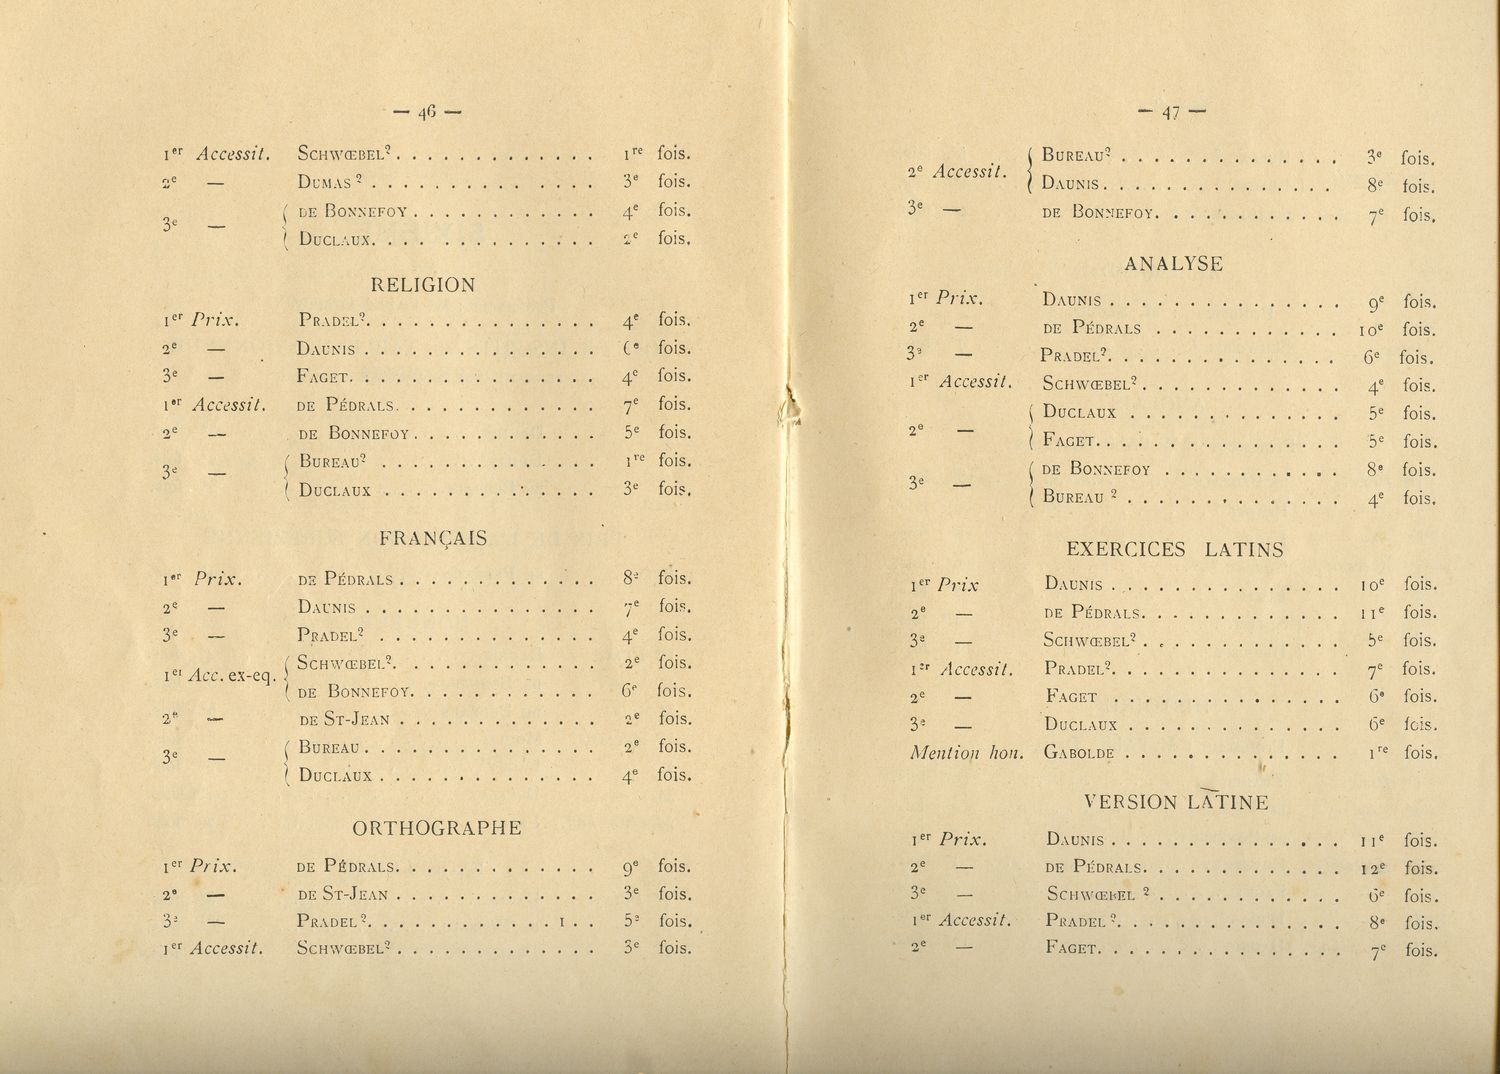 — 46 —
1er Accessit. SCHWŒBEL2. . . . . . . . . . . . . 1re fois.
2e — DUMAS 2 . . . . . . . . . . . . . . 3e fois.
3e — { DE BONNEFOY . . . . . . . . . . . . 4e fois.
{ DUCLAUX. . . . . . . . . . . . . . 2e fois.
RELIGION
1er Prix. PRADEL2. . . . . . . . . . . . . . . 4e fois.
2e — DAUNIS . . . . . . . . . . . . . . . 6e fois.
3e — FAGET. . . . . . . . . . . . . . . . 4e fois.
1er Accessit. DE PÉDRALS. . . . . . . . . . . . . 7e fois.
2e — DE BONNEFOY . . . . . . . . . . . . 5e fois.
3e — { BUREAU2 . . . . . . . . . . . . . . 1re fois.
{ DUCLAUX . . . . . . . . . . . . . . 3e fois.
FRANÇAIS
1er Prix. DE PÉDRALS . . . . . . . . . . . . . 8e fois.
2e — DAUNIS . . . . . . . . . . . . . . . 7e fois.
3e — PRADEL2 . . . . . . . . . . . . . . 4e fois.
1er Acc. ex-eq. { SCHWŒBEL2. . . . . . . . . . . . . 2e fois.
{ DE BONNEFOY. . . . . . . . . . . . 6e fois.
2e — DE ST-JEAN . . . . . . . . . . . . . 2e fois.
3e — { BUREAU . . . . . . . . . . . . . . . 2e fois.
{ DUCLAUX . . . . . . . . . . . . . . 4e fois.
ORTHOGRAPHE
1er Prix. DE PÉDRALS. . . . . . . . . . . . . 9e fois.
2e — DE ST-JEAN . . . . . . . . . . . . . 3e fois.
3e — PRADEL2. . . . . . . . . . . . 1 . . 5e fois.
1er Accessit. SCHWŒBEL2 . . . . . . . . . . . . . 3e fois.
— 47 —
2e Accessit. { BUREAU2 . . . . . . . . . . . . . . 3e fois.
{ DAUNIS. . . . . . . . . . . . . . . 8e fois.
3e — DE BONNEFOY. . . . . . . . . . . . 7e fois.
ANALYSE
1er Prix. DAUNIS . . . . . . . . . . . . . . . 9e fois.
2e — DE PÉDRALS . . . . . . . . . . . . 10e fois.
3e — PRADEL2. . . . . . . . . . . . . . . 6e fois.
1er Accessit. SCHWŒBEL2 . . . . . . . . . . . . . 4e fois.
2e — { DUCLAUX . . . . . . . . . . . . . . 5e fois.
{ FAGET. . . . . . . . . . . . . . . . 5e fois.
3e — { DE BONNEFOY . . . . . . . . . . . . 8e fois.
{ BUREAU 2 . . . . . . . . . . . . . . 4e fois.
EXERCICES LATINS
1er Prix DAUNIS . . . . . . . . . . . . . . . 10e fois.
2e — DE PÉDRALS. . . . . . . . . . . . . 11e fois.
3e — SCHWŒBEL2 . . . . . . . . . . . . . 5e fois.
1er Accessit. PRADEL2. . . . . . . . . . . . . . . 7e fois.
2e — FAGET . . . . . . . . . . . . . . . 6e fois.
3e — DUCLAUX . . . . . . . . . . . . . . 6e fois.
Mention hon. GABOLDE . . . . . . . . . . . . . . 1re fois.
VERSION LATINE
1er Prix. DAUNIS . . . . . . . . . . . . . . . 11e fois.
2e — DE PÉDRALS. . . . . . . . . . . . . 12e fois.
3e — SCHWŒBEL 2 . . . . . . . . . . . . 6e fois.
1er Accessit. PRADEL2. . . . . . . . . . . . . . . 8e fois.
2e — FAGET. . . . . . . . . . . . . . . . 7e fois.